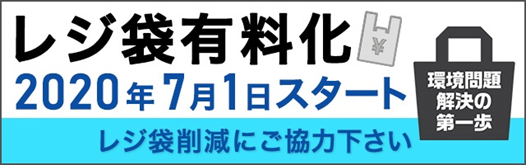 レジ袋有料化
¥
2020年7月1日スタート
環境問題
解決の
第一歩
レジ袋削減にご協力下さい